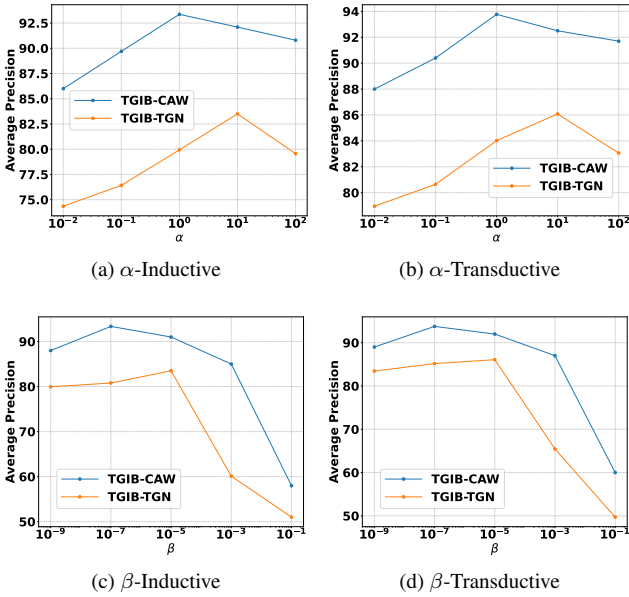 92.5
90.0
87.5
85.0
82.5
80.0
77.5
75.0
Average Precision
TGIB-CAW
TGIB-TGN
10⁻² 10⁻¹ 10⁰ 10¹ 10²
α
(a) α-Inductive
94
92
90
88
86
84
82
80
Average Precision
TGIB-CAW
TGIB-TGN
10⁻² 10⁻¹ 10⁰ 10¹ 10²
α
(b) α-Transductive
90
80
70
60
50
Average Precision
TGIB-CAW
TGIB-TGN
10⁻⁹ 10⁻⁷ 10⁻⁵ 10⁻³ 10⁻¹
β
(c) β-Inductive
90
80
70
60
50
Average Precision
TGIB-CAW
TGIB-TGN
10⁻⁹ 10⁻⁷ 10⁻⁵ 10⁻³ 10⁻¹
β
(d) β-Transductive